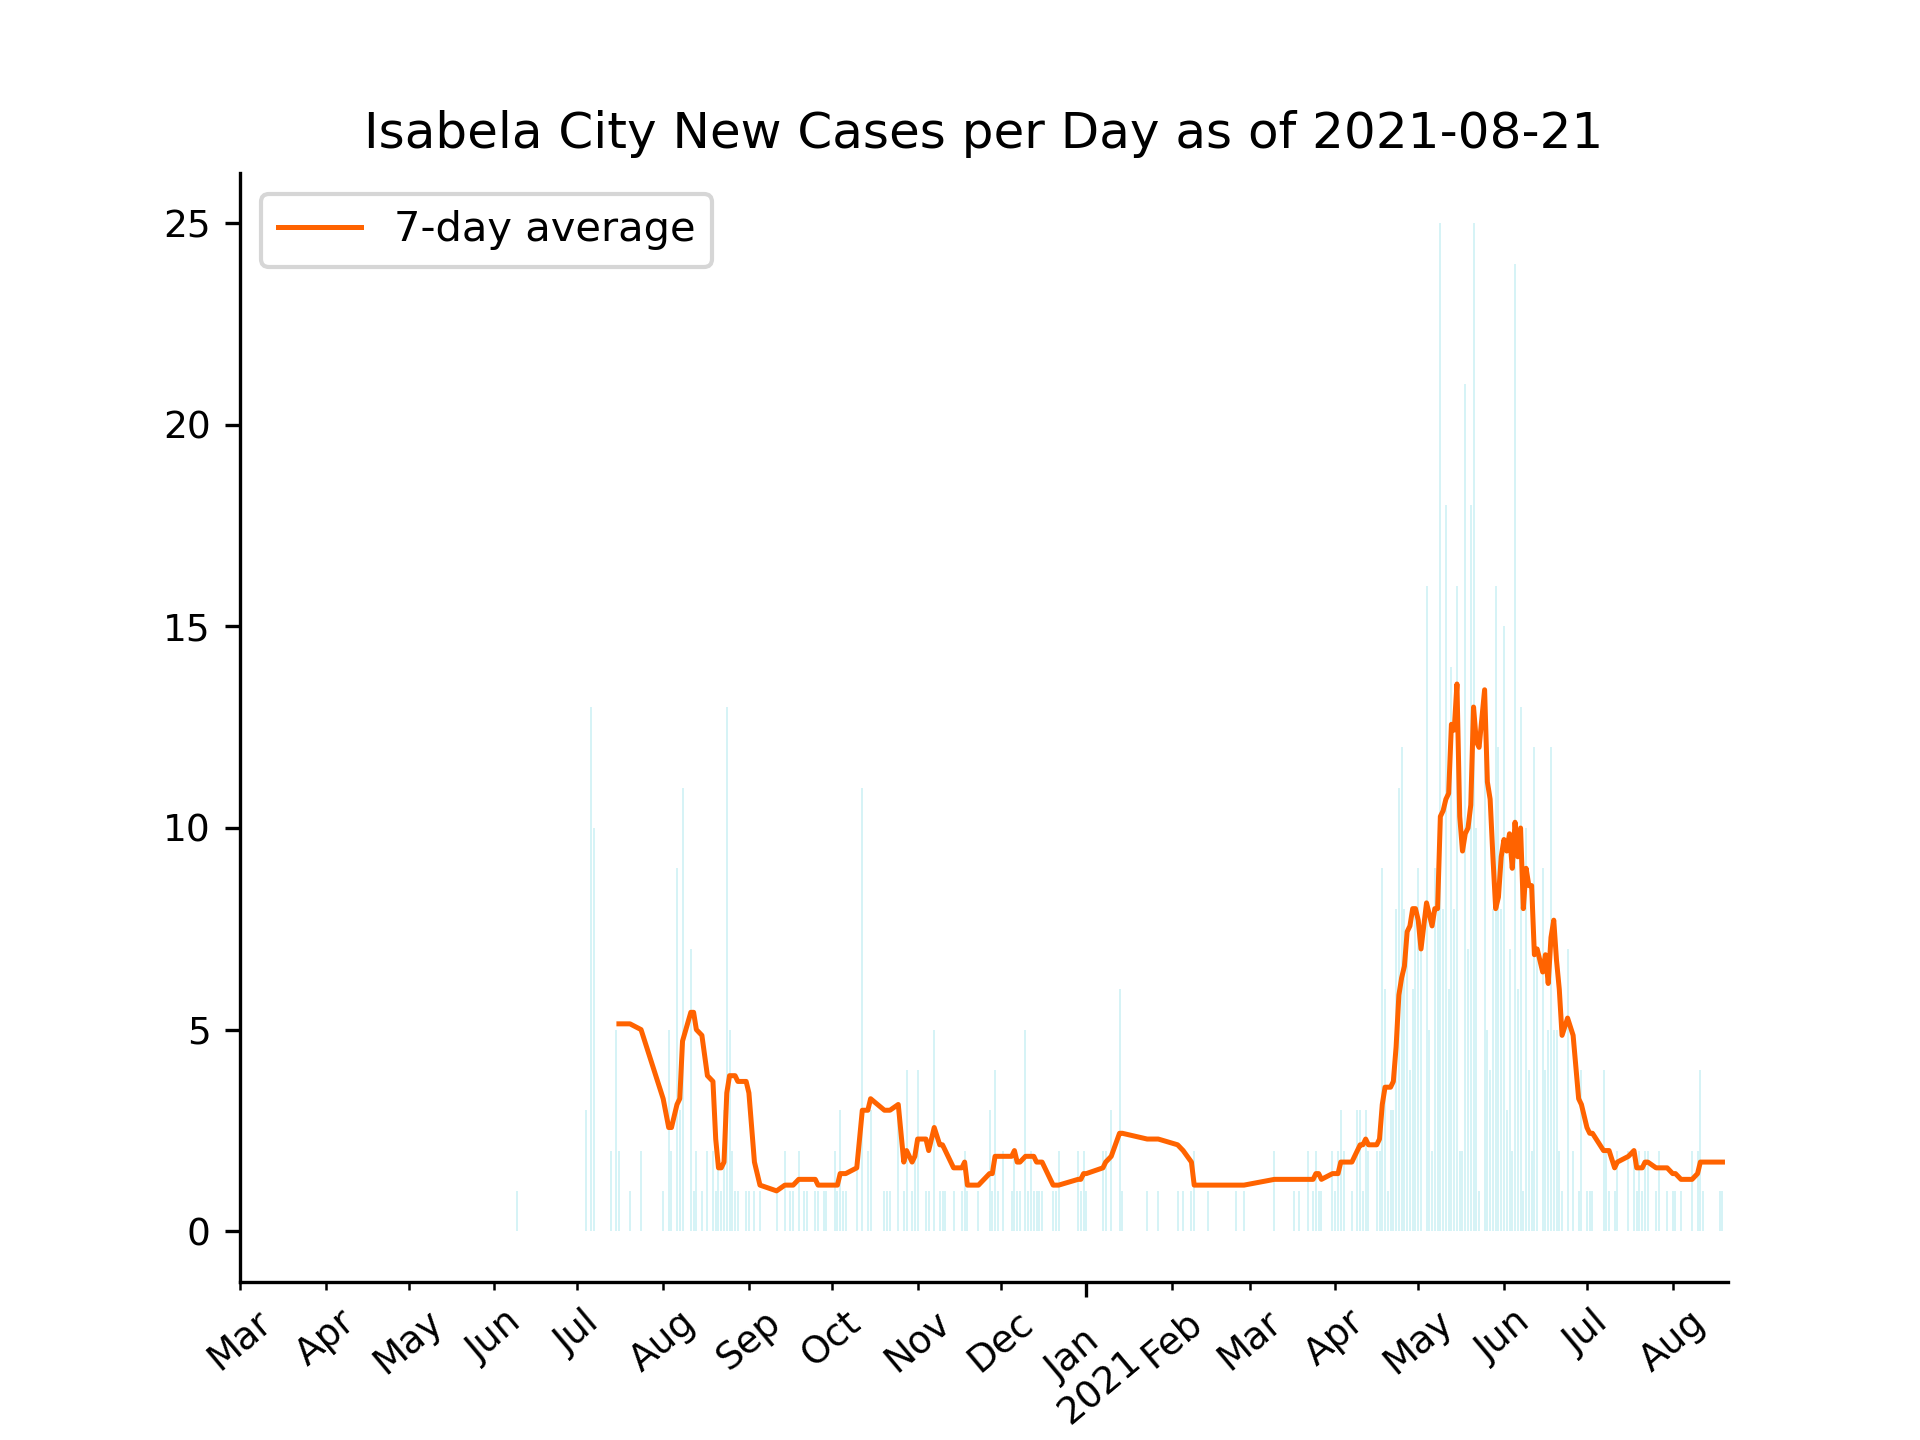 Isabela City New Cases per Day as of 2021-08-21
7-day average
25
20
15
10
5
0
Mar Apr May Jun Jul Aug Sep Oct Nov Dec Jan Feb Mar Apr May Jun Jul Aug
2021